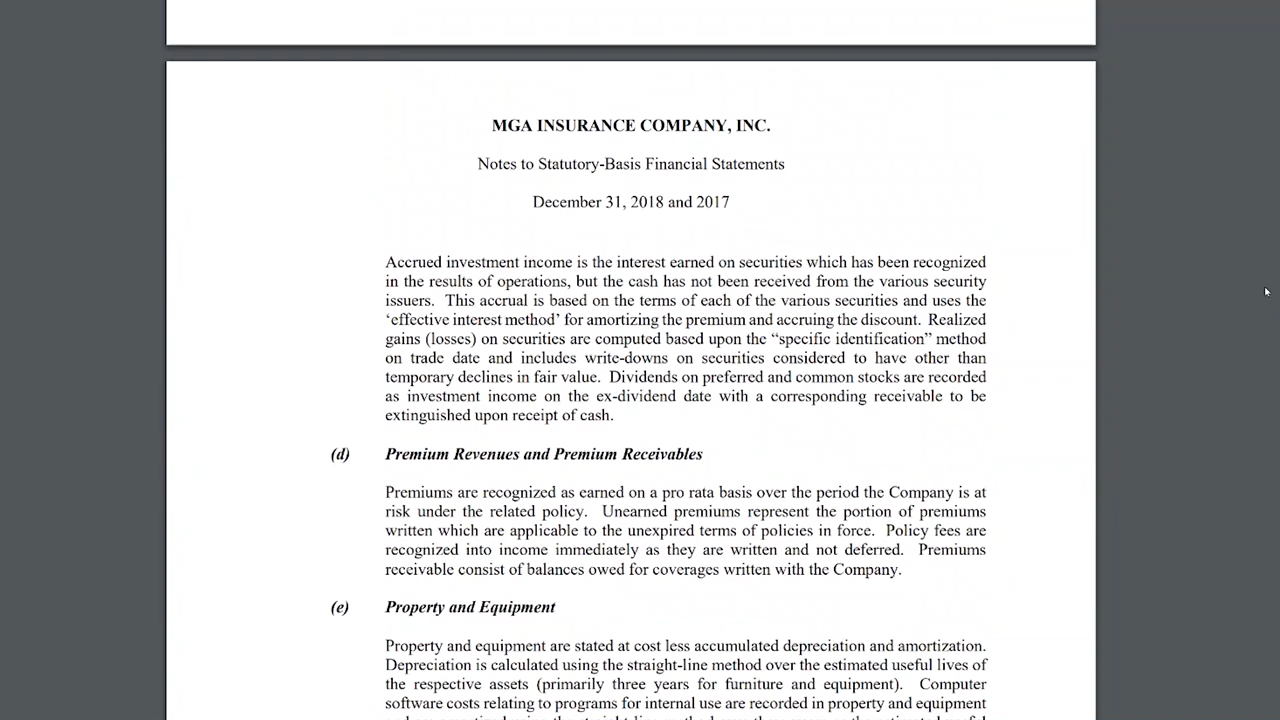 MGA INSURANCE COMPANY, INC.
Notes to Statutory-Basis Financial Statements
December 31, 2018 and 2017
Accrued investment income is the interest earned on securities which has been recognized
in the results of operations, but the cash has not been received from the various security
issuers. This accrual is based on the terms of each of the various securities and uses the
‘effective interest method’ for amortizing the premium and accruing the discount. Realized
gains (losses) on securities are computed based upon the “specific identification” method
on trade date and includes write-downs on securities considered to have other than
temporary declines in fair value. Dividends on preferred and common stocks are recorded
as investment income on the ex-dividend date with a corresponding receivable to be
extinguished upon receipt of cash.
(d) Premium Revenues and Premium Receivables
Premiums are recognized as earned on a pro rata basis over the period the Company is at
risk under the related policy. Unearned premiums represent the portion of premiums
written which are applicable to the unexpired terms of policies in force. Policy fees are
recognized into income immediately as they are written and not deferred. Premiums
receivable consist of balances owed for coverages written with the Company.
(e) Property and Equipment
Property and equipment are stated at cost less accumulated depreciation and amortization.
Depreciation is calculated using the straight-line method over the estimated useful lives of
the respective assets (primarily three years for furniture and equipment). Computer
software costs relating to programs for internal use are recorded in property and equipment